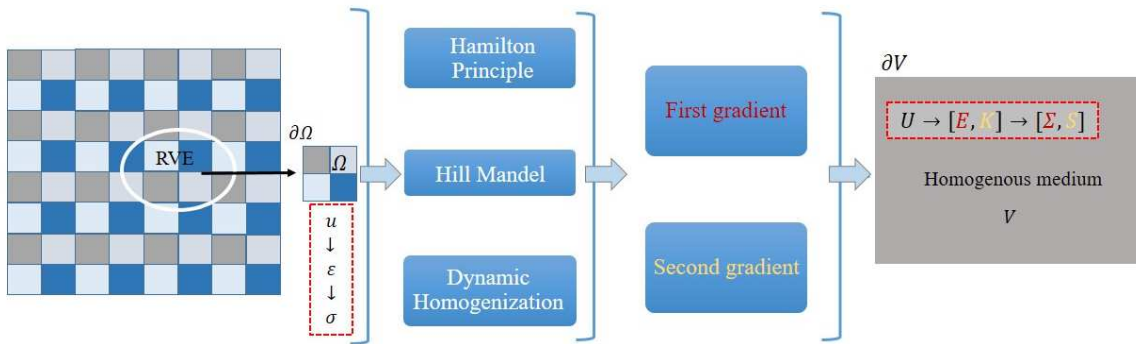 RVE
∂Ω
Ω
u
↓
ε
↓
σ
Hamilton
Principle
Hill Mandel
Dynamic
Homogenization
First gradient
Second gradient
∂V
U → [E, K] → [Σ, S]
Homogenous medium
V